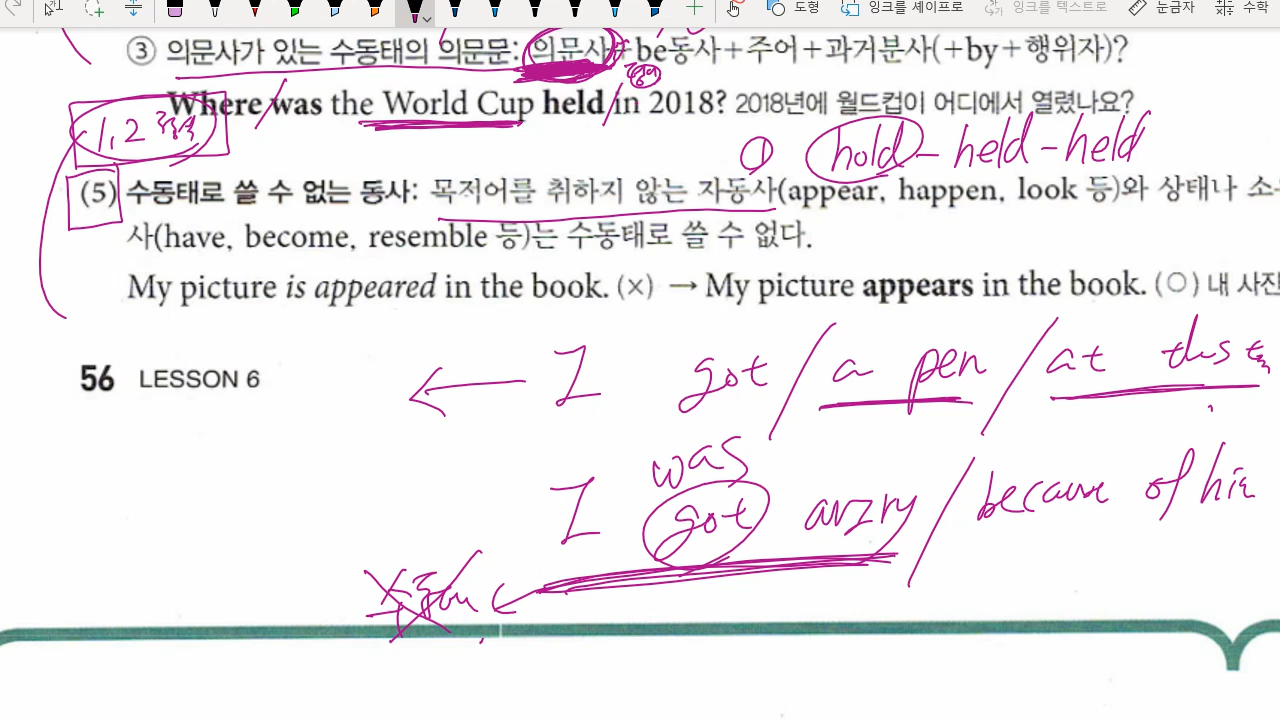 도형 잉크를 셰이프로 잉크를 텍스트로 눈금자 수학
③ 의문사가 있는 수동태의 의문문: 의문사+be동사+주어+과거분사(+by+행위자)?
Where was the World Cup held in 2018? 2018년에 월드컵이 어디에서 열렸나요?
1, 2 형식
① hold - held - held
(5) 수동태로 쓸 수 없는 동사: 목적어를 취하지 않는 자동사(appear, happen, look 등)와 상태나 소
사(have, become, resemble 등)는 수동태로 쓸 수 없다.
My picture is appeared in the book. (×) → My picture appears in the book. (○) 내 사진
56 LESSON 6
I got / a pen / at this
was
I got angry / because of